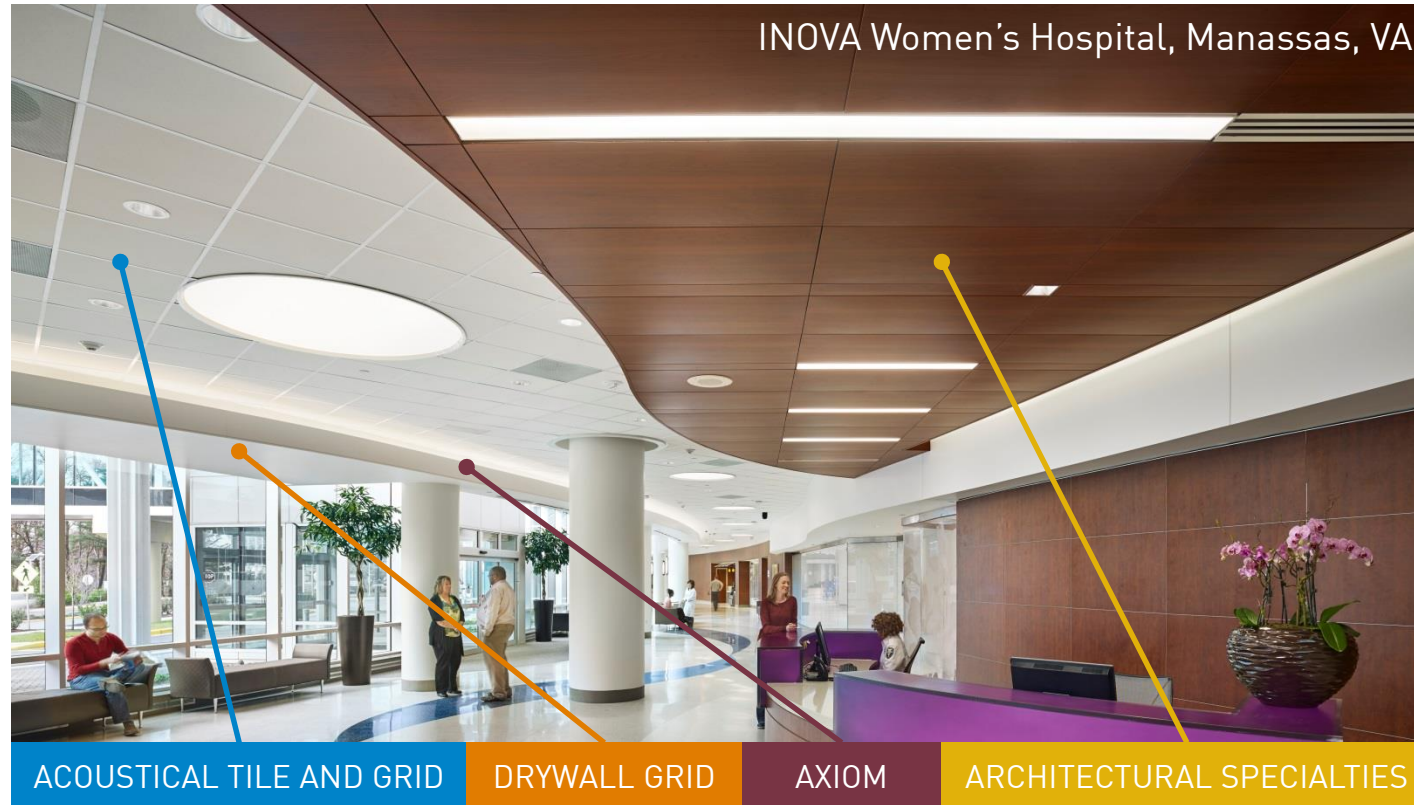 INOVA Women's Hospital, Manassas, VA
ACOUSTICAL TILE AND GRID
DRYWALL GRID
AXIOM
ARCHITECTURAL SPECIALTIES